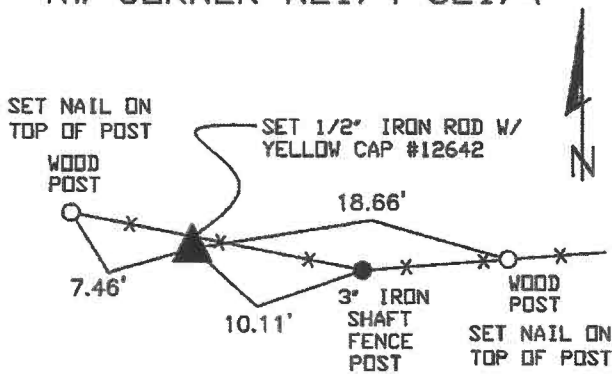 SET NAIL ON
TOP OF POST
WOOD
POST
SET 1/2" IRON ROD W/
YELLOW CAP #12642
N
18.66'
7.46'
10.11'
3" IRON
SHAFT
FENCE
POST
WOOD
POST
SET NAIL ON
TOP OF POST